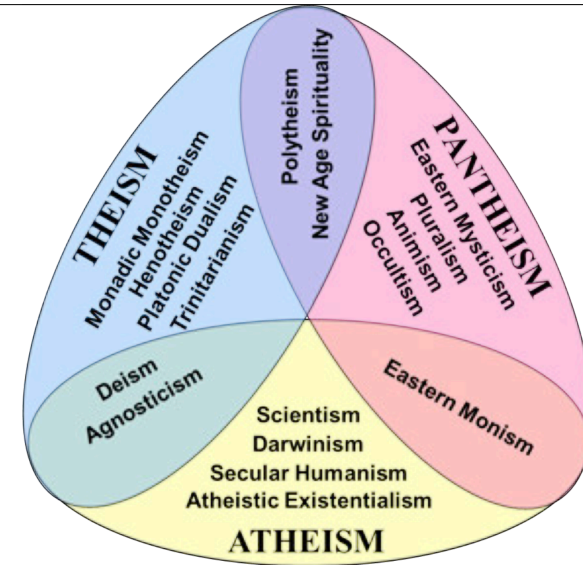 Polytheism
New Age Spirituality
THEISM
Monadic Monotheism
Henotheism
Platonic Dualism
Trinitarianism
PANTHEISM
Eastern Mysticism
Pluralism
Animism
Occultism
Deism
Agnosticism
Eastern Monism
Scientism
Darwinism
Secular Humanism
Atheistic Existentialism
ATHEISM